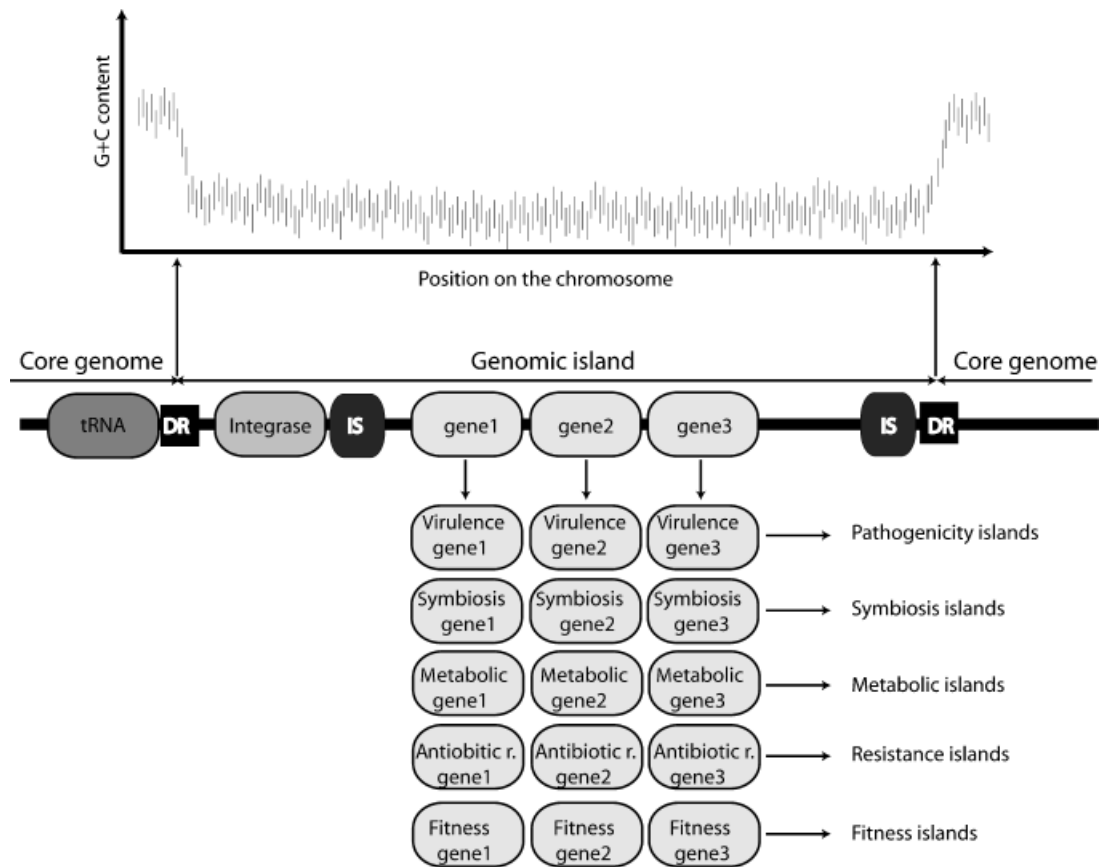 G+C content
Position on the chromosome
Core genome
Genomic island
Core genome
tRNA
DR
Integrase
IS
gene1
gene2
gene3
IS
DR
Virulence
gene1
Virulence
gene2
Virulence
gene3
Pathogenicity islands
Symbiosis
gene1
Symbiosis
gene2
Symbiosis
gene3
Symbiosis islands
Metabolic
gene1
Metabolic
gene2
Metabolic
gene3
Metabolic islands
Antiobitic r.
gene1
Antibiotic r.
gene2
Antibiotic r.
gene3
Resistance islands
Fitness
gene1
Fitness
gene2
Fitness
gene3
Fitness islands